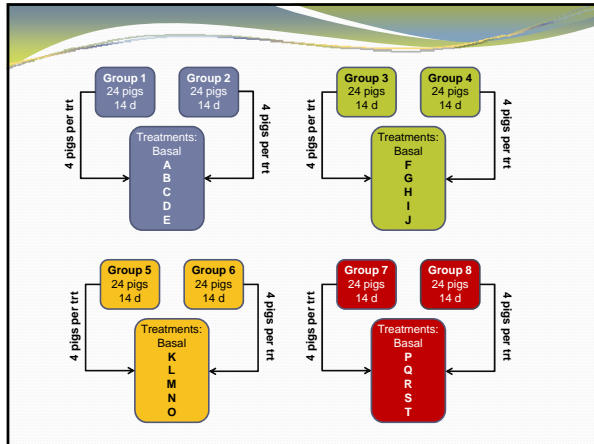 Group 1
24 pigs
14 d
Group 2
24 pigs
14 d
4 pigs per trt
4 pigs per trt
Treatments:
Basal
A
B
C
D
E
Group 3
24 pigs
14 d
Group 4
24 pigs
14 d
4 pigs per trt
4 pigs per trt
Treatments:
Basal
F
G
H
I
J
Group 5
24 pigs
14 d
Group 6
24 pigs
14 d
4 pigs per trt
4 pigs per trt
Treatments:
Basal
K
L
M
N
O
Group 7
24 pigs
14 d
Group 8
24 pigs
14 d
4 pigs per trt
4 pigs per trt
Treatments:
Basal
P
Q
R
S
T